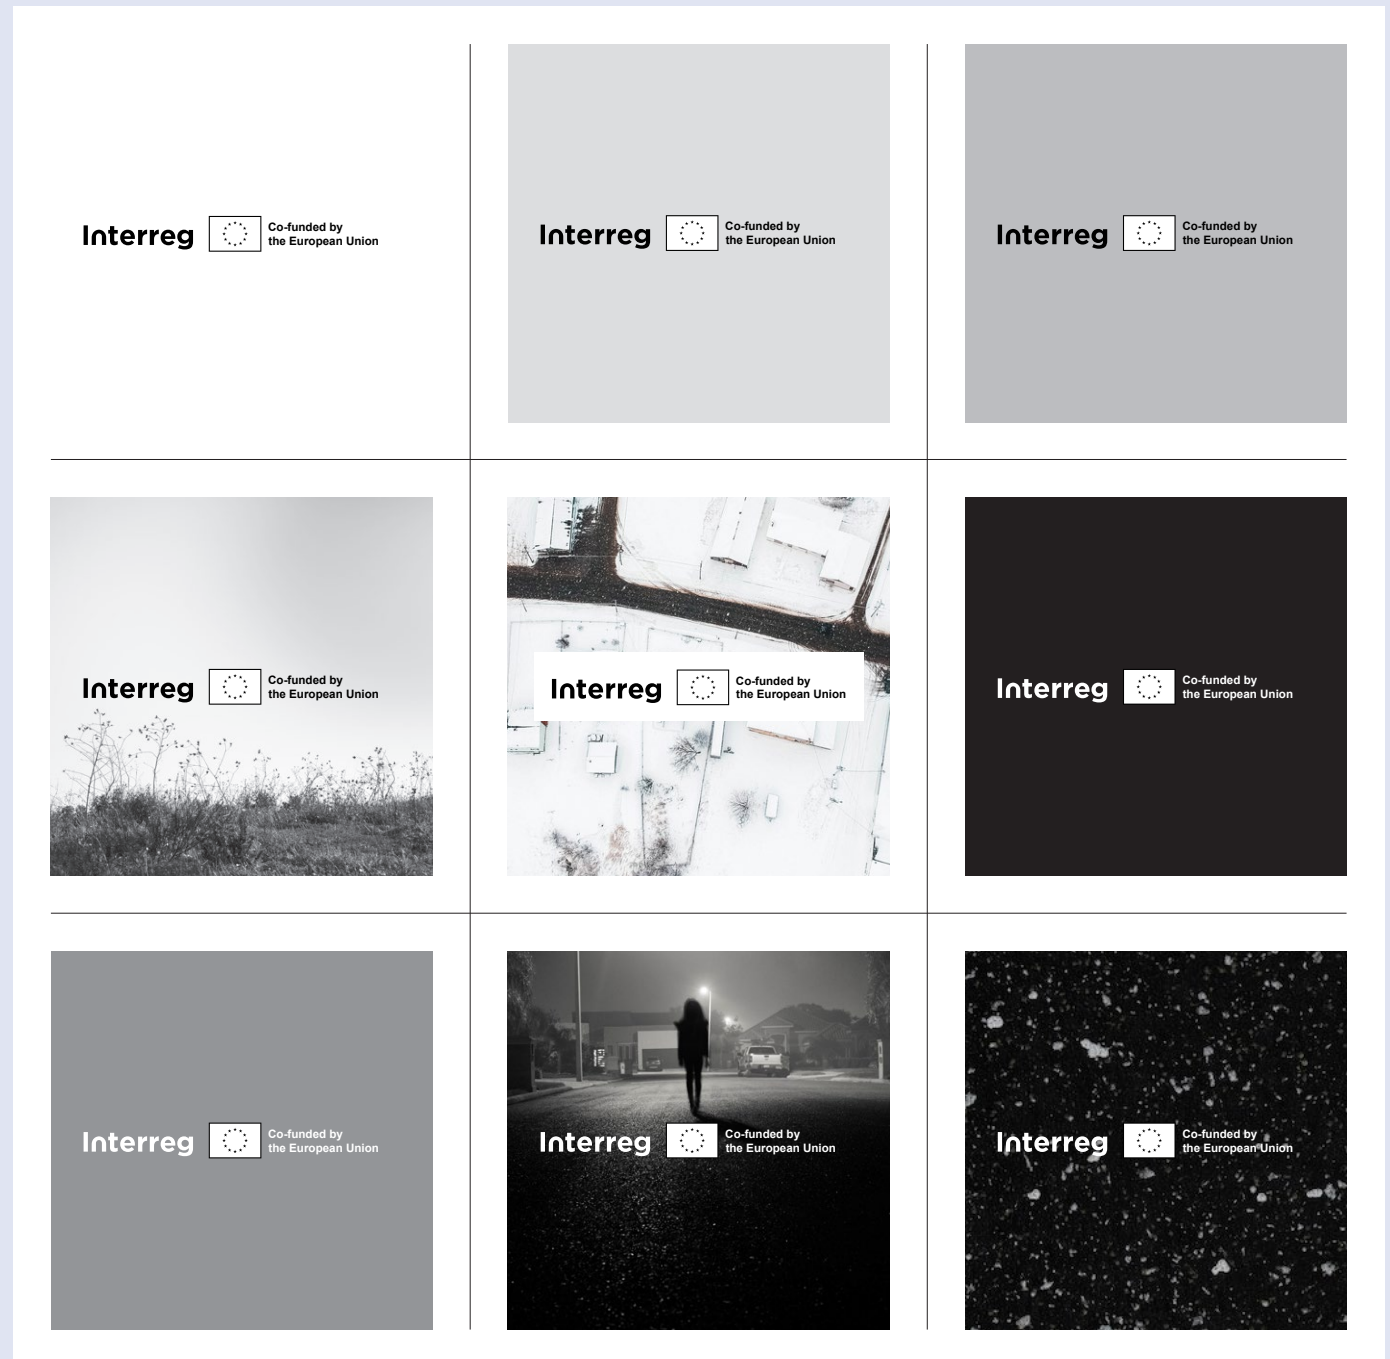 Interreg
Co-funded by
the European Union
Interreg
Co-funded by
the European Union
Interreg
Co-funded by
the European Union
Interreg
Co-funded by
the European Union
Interreg
Co-funded by
the European Union
Interreg
Co-funded by
the European Union
Interreg
Co-funded by
the European Union
Interreg
Co-funded by
the European Union
Interreg
Co-funded by
the European Union